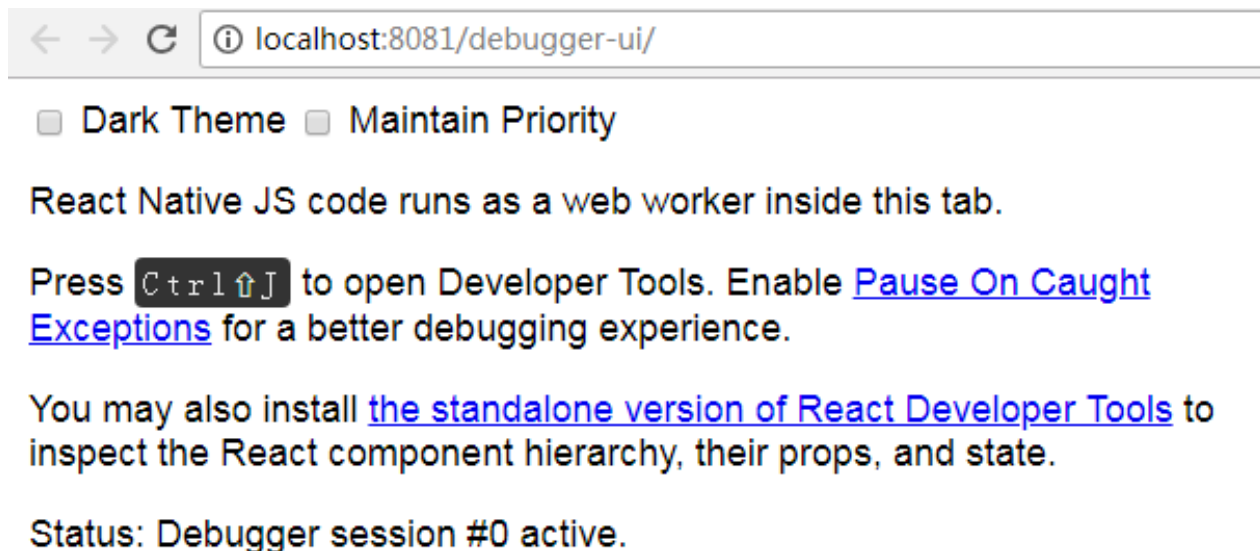 localhost:8081/debugger-ui/
Dark Theme Maintain Priority
React Native JS code runs as a web worker inside this tab.
Press Ctrl⇧J to open Developer Tools. Enable Pause On Caught
Exceptions for a better debugging experience.
You may also install the standalone version of React Developer Tools to
inspect the React component hierarchy, their props, and state.
Status: Debugger session #0 active.